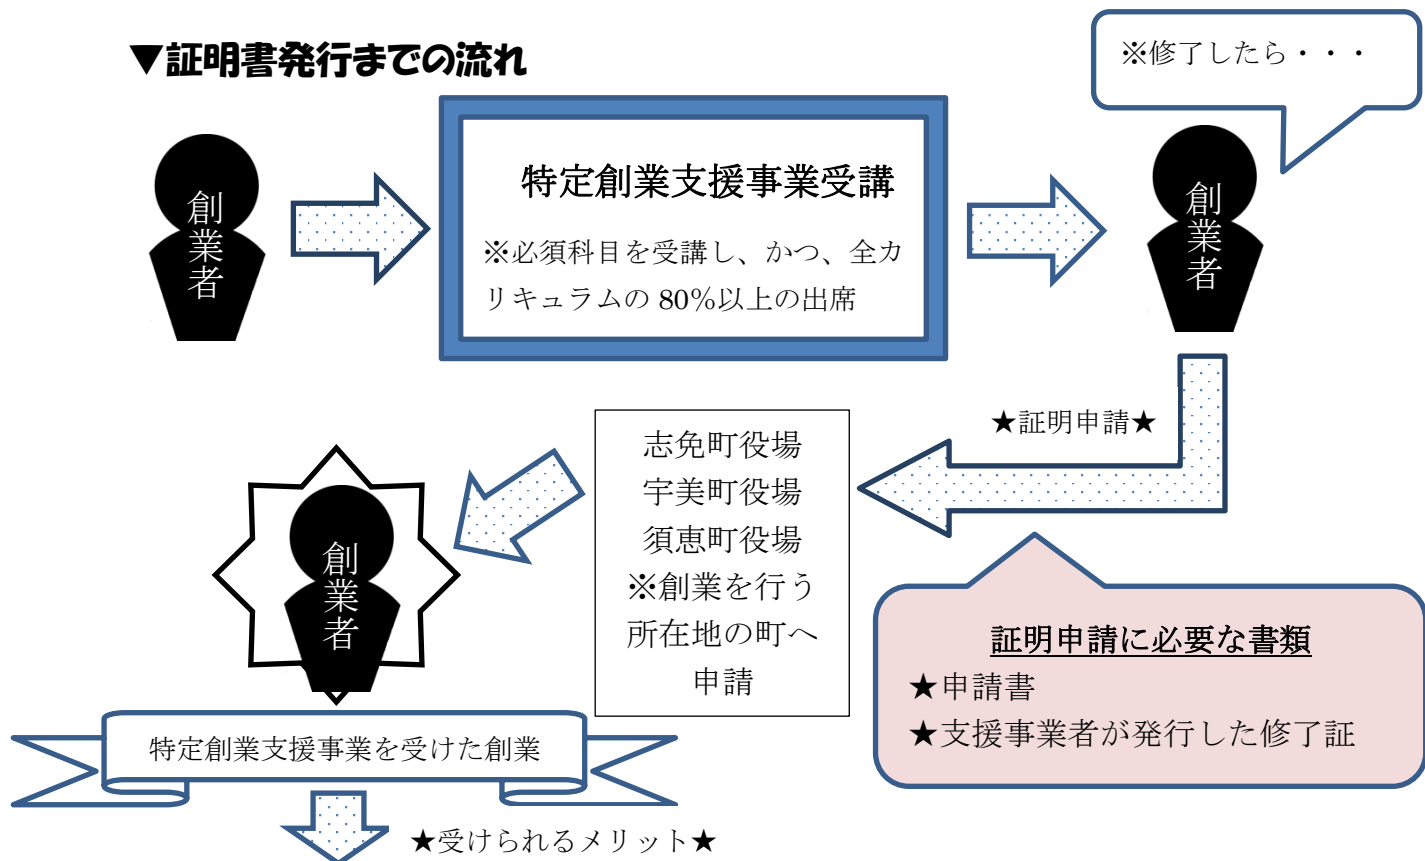 ▼証明書発行までの流れ
※修了したら・・・
創業者
特定創業支援事業受講
※必須科目を受講し、かつ、全カ
リキュラムの 80%以上の出席
創業者
★証明申請★
志免町役場
宇美町役場
須恵町役場
※創業を行う
所在地の町へ
申請
証明申請に必要な書類
★申請書
★支援事業者が発行した修了証
創業者
特定創業支援事業を受けた創業
★受けられるメリット★